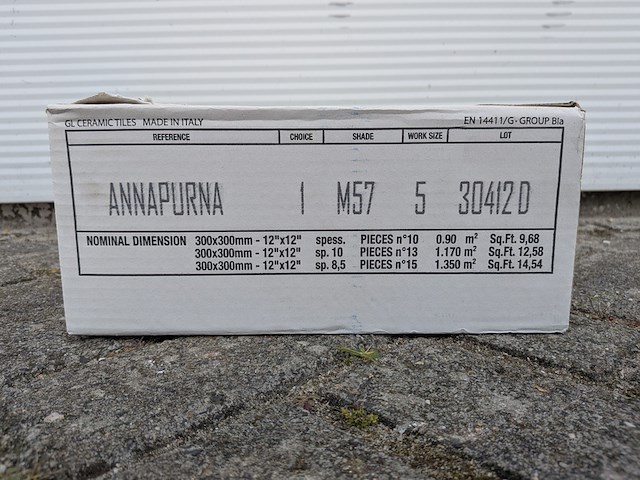 GL CERAMIC TILES MADE IN ITALY EN 14411/G - GROUP BIa
REFERENCE CHOICE SHADE WORK SIZE LOT
ANNAPURNA 1 M57 5 30412D
NOMINAL DIMENSION 300x300mm - 12"x12" spess. PIECES n°10 0.90 m² Sq.Ft. 9,68
300x300mm - 12"x12" sp. 10 PIECES n°13 1.170 m² Sq.Ft. 12,58
300x300mm - 12"x12" sp. 8,5 PIECES n°15 1.350 m² Sq.Ft. 14,54